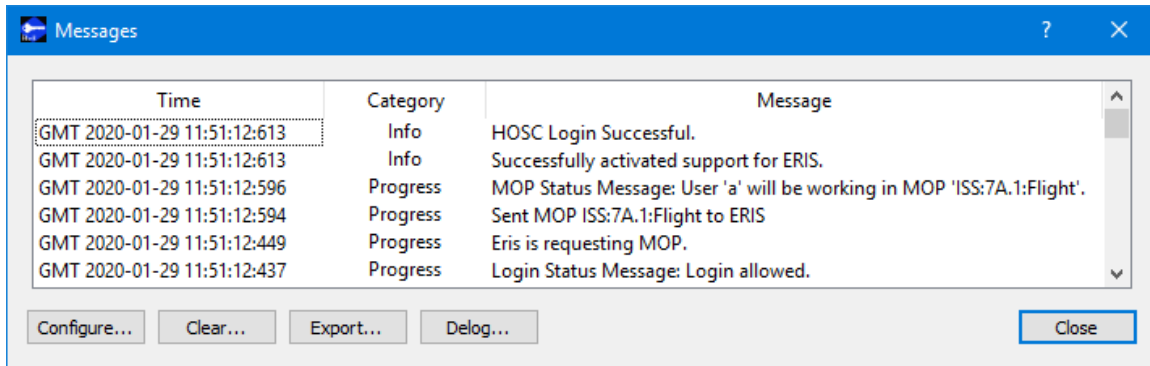 Messages
? ×
Time Category Message
GMT 2020-01-29 11:51:12:613 Info HOSC Login Successful.
GMT 2020-01-29 11:51:12:613 Info Successfully activated support for ERIS.
GMT 2020-01-29 11:51:12:596 Progress MOP Status Message: User 'a' will be working in MOP 'ISS:7A.1:Flight'.
GMT 2020-01-29 11:51:12:594 Progress Sent MOP ISS:7A.1:Flight to ERIS
GMT 2020-01-29 11:51:12:449 Progress Eris is requesting MOP.
GMT 2020-01-29 11:51:12:437 Progress Login Status Message: Login allowed.
Configure... Clear... Export... Delog... Close